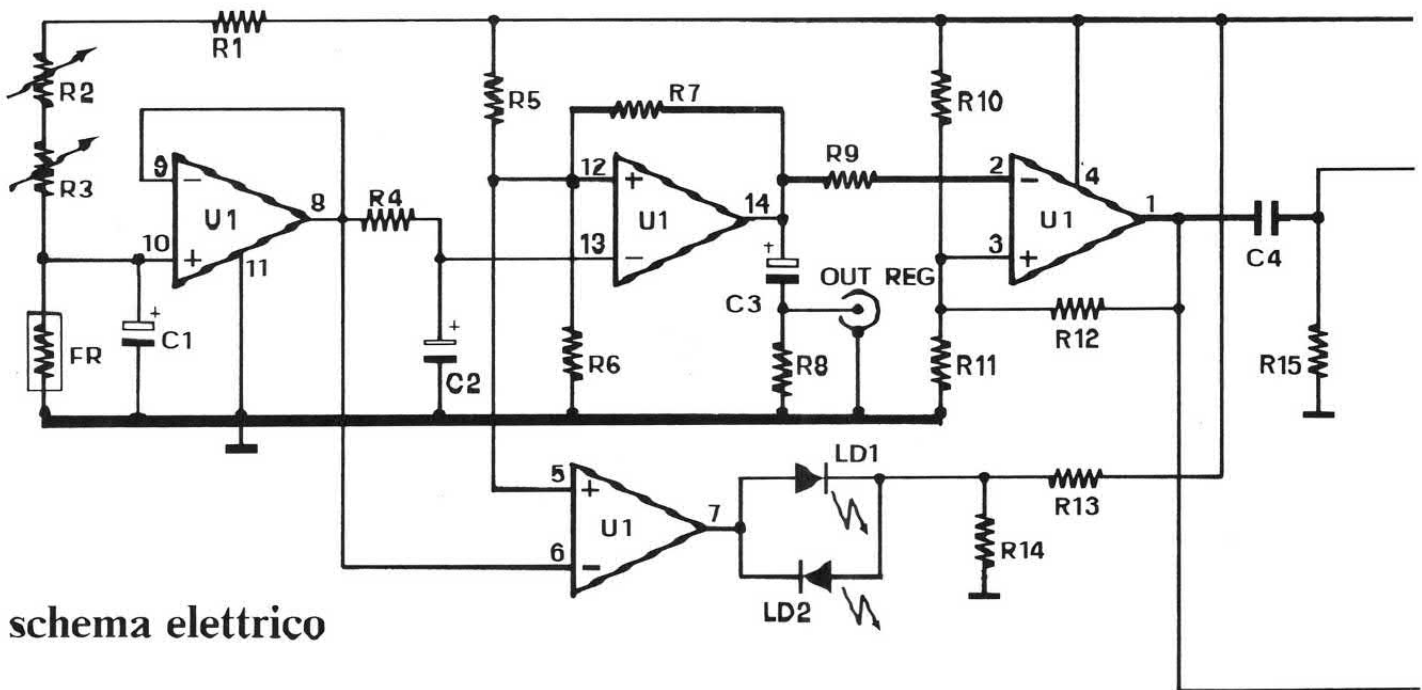 R1
R2
R3
FR
C1
9
-
10
+
U1
8
11
R4
C2
R5
R6
R7
12
+
13
-
U1
14
+
C3
R8
OUT REG
R9
R10
R11
2
-
3
+
U1
4
1
R12
C4
R15
5
+
6
-
U1
7
LD1
LD2
R14
R13
+
+
schema elettrico